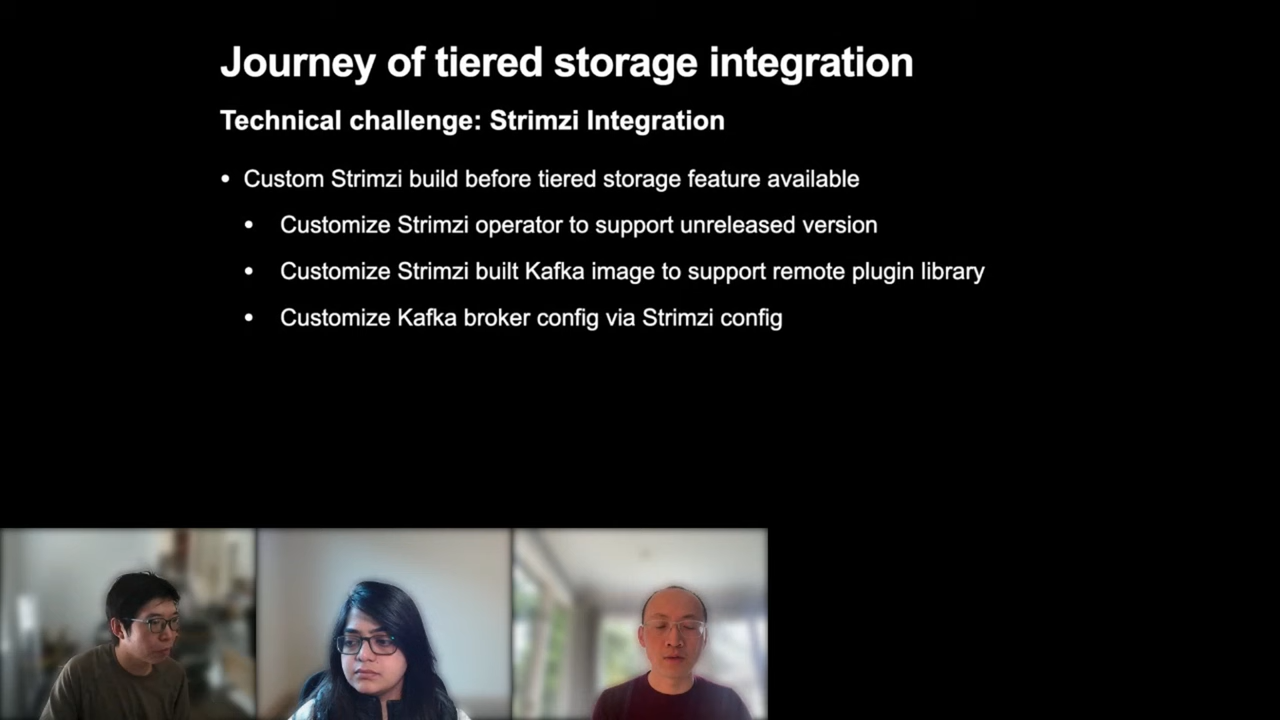 Journey of tiered storage integration
Technical challenge: Strimzi Integration
• Custom Strimzi build before tiered storage feature available
• Customize Strimzi operator to support unreleased version
• Customize Strimzi built Kafka image to support remote plugin library
• Customize Kafka broker config via Strimzi config